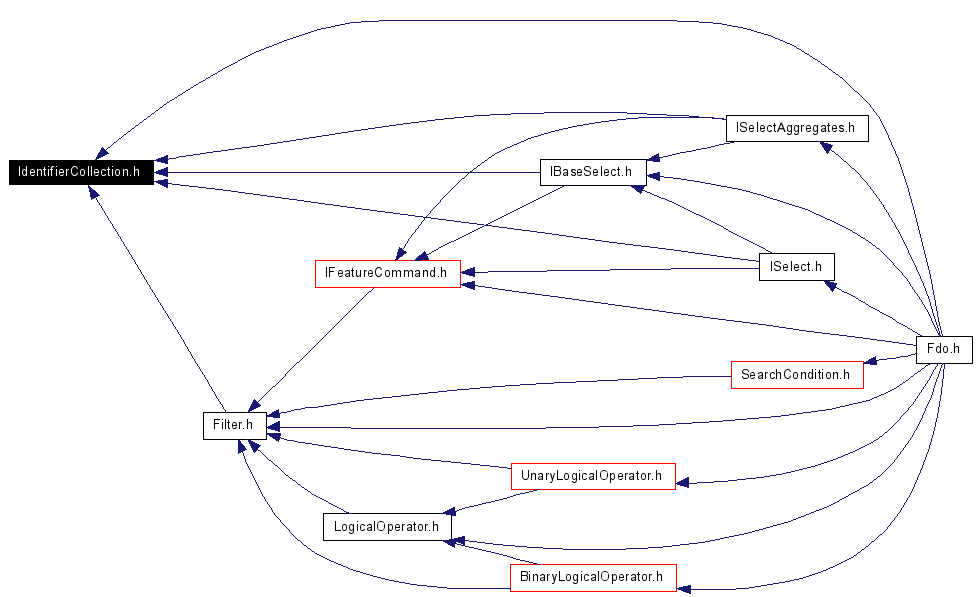 ISelectAggregates.h
IdentifierCollection.h
IBaseSelect.h
ISelect.h
IFeatureCommand.h
Fdo.h
SearchCondition.h
Filter.h
UnaryLogicalOperator.h
LogicalOperator.h
BinaryLogicalOperator.h